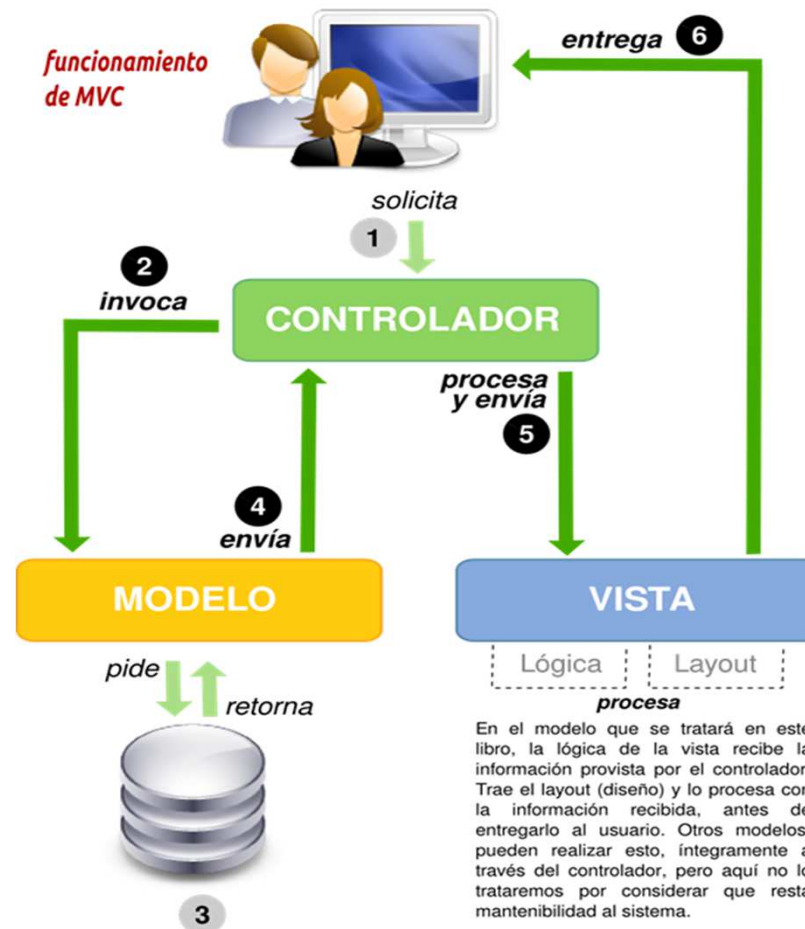 funcionamiento
de MVC
entrega 6
solicita
1
2
invoca
CONTROLADOR
procesa
y envía
5
4
envía
MODELO
VISTA
pide
retorna
Lógica Layout
procesa
3
En el modelo que se tratará en este
libro, la lógica de la vista recibe la
información provista por el controlador
Trae el layout (diseño) y lo procesa con
la información recibida, antes de
entregarlo al usuario. Otros modelos
pueden realizar esto, íntegramente a
través del controlador, pero aquí no lo
trataremos por considerar que resta
mantenibilidad al sistema.